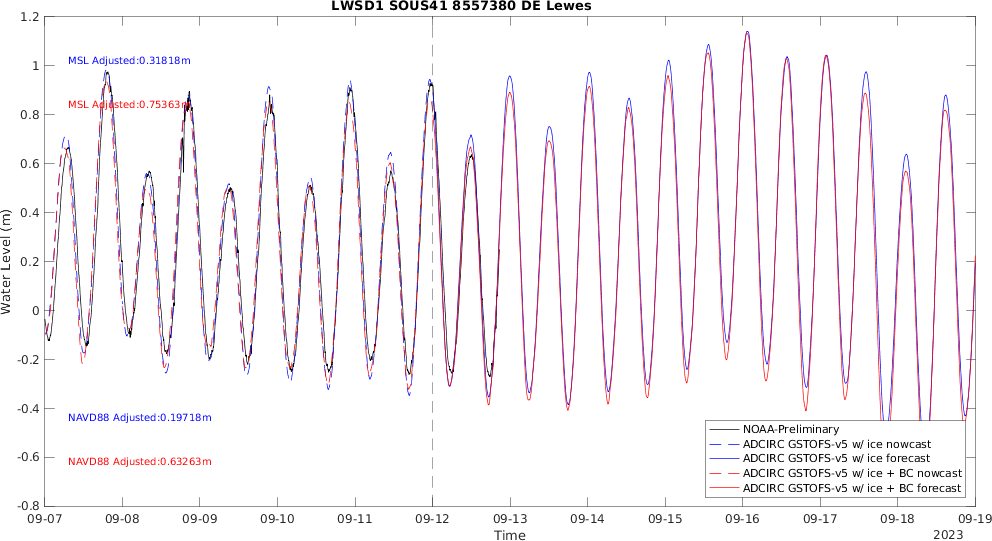 LWSD1 SOUS41 8557380 DE Lewes
1.2
1
0.8
0.6
0.4
0.2
0
-0.2
-0.4
-0.6
-0.8
Water Level (m)
MSL Adjusted:0.31818m
MSL Adjusted:0.75363m
NAVD88 Adjusted:0.19718m
NAVD88 Adjusted:0.63263m
NOAA-Preliminary
ADCIRC GSTOFS-v5 w/ ice nowcast
ADCIRC GSTOFS-v5 w/ ice forecast
ADCIRC GSTOFS-v5 w/ ice + BC nowcast
ADCIRC GSTOFS-v5 w/ ice + BC forecast
09-07 09-08 09-09 09-10 09-11 09-12 09-13 09-14 09-15 09-16 09-17 09-18 09-19
Time
2023